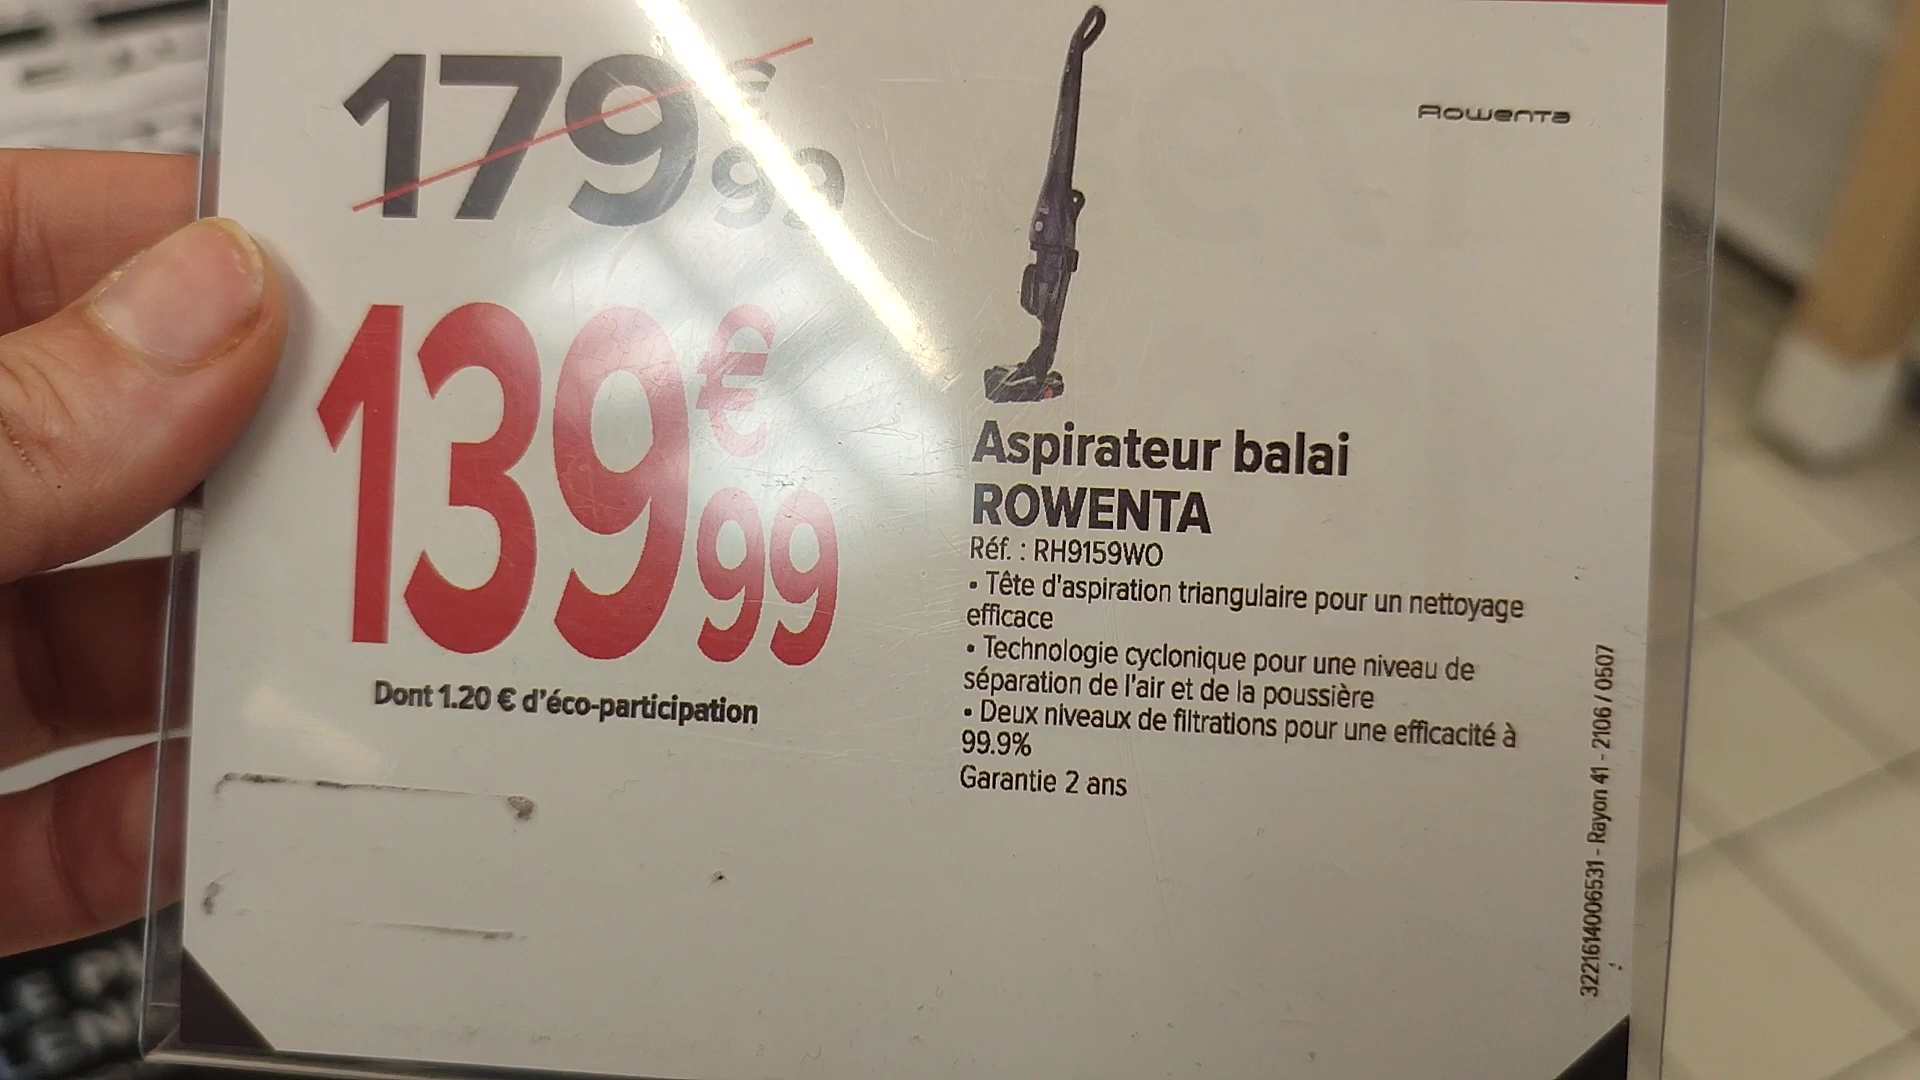 179€99
139€99
Dont 1.20 € d'éco-participation
Rowenta
Aspirateur balai
ROWENTA
Réf. : RH9159WO
• Tête d'aspiration triangulaire pour un nettoyage
efficace
• Technologie cyclonique pour une niveau de
séparation de l'air et de la poussière
• Deux niveaux de filtrations pour une efficacité à
99.9%
Garantie 2 ans
3221614006531 - Rayon 41 - 2106 / 0507